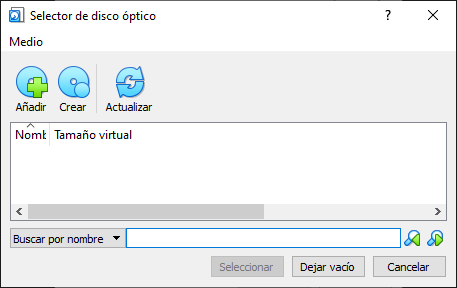 Selector de disco óptico
?
Medio
Añadir Crear Actualizar
Nomb Tamaño virtual
Buscar por nombre
Seleccionar Dejar vacío Cancelar